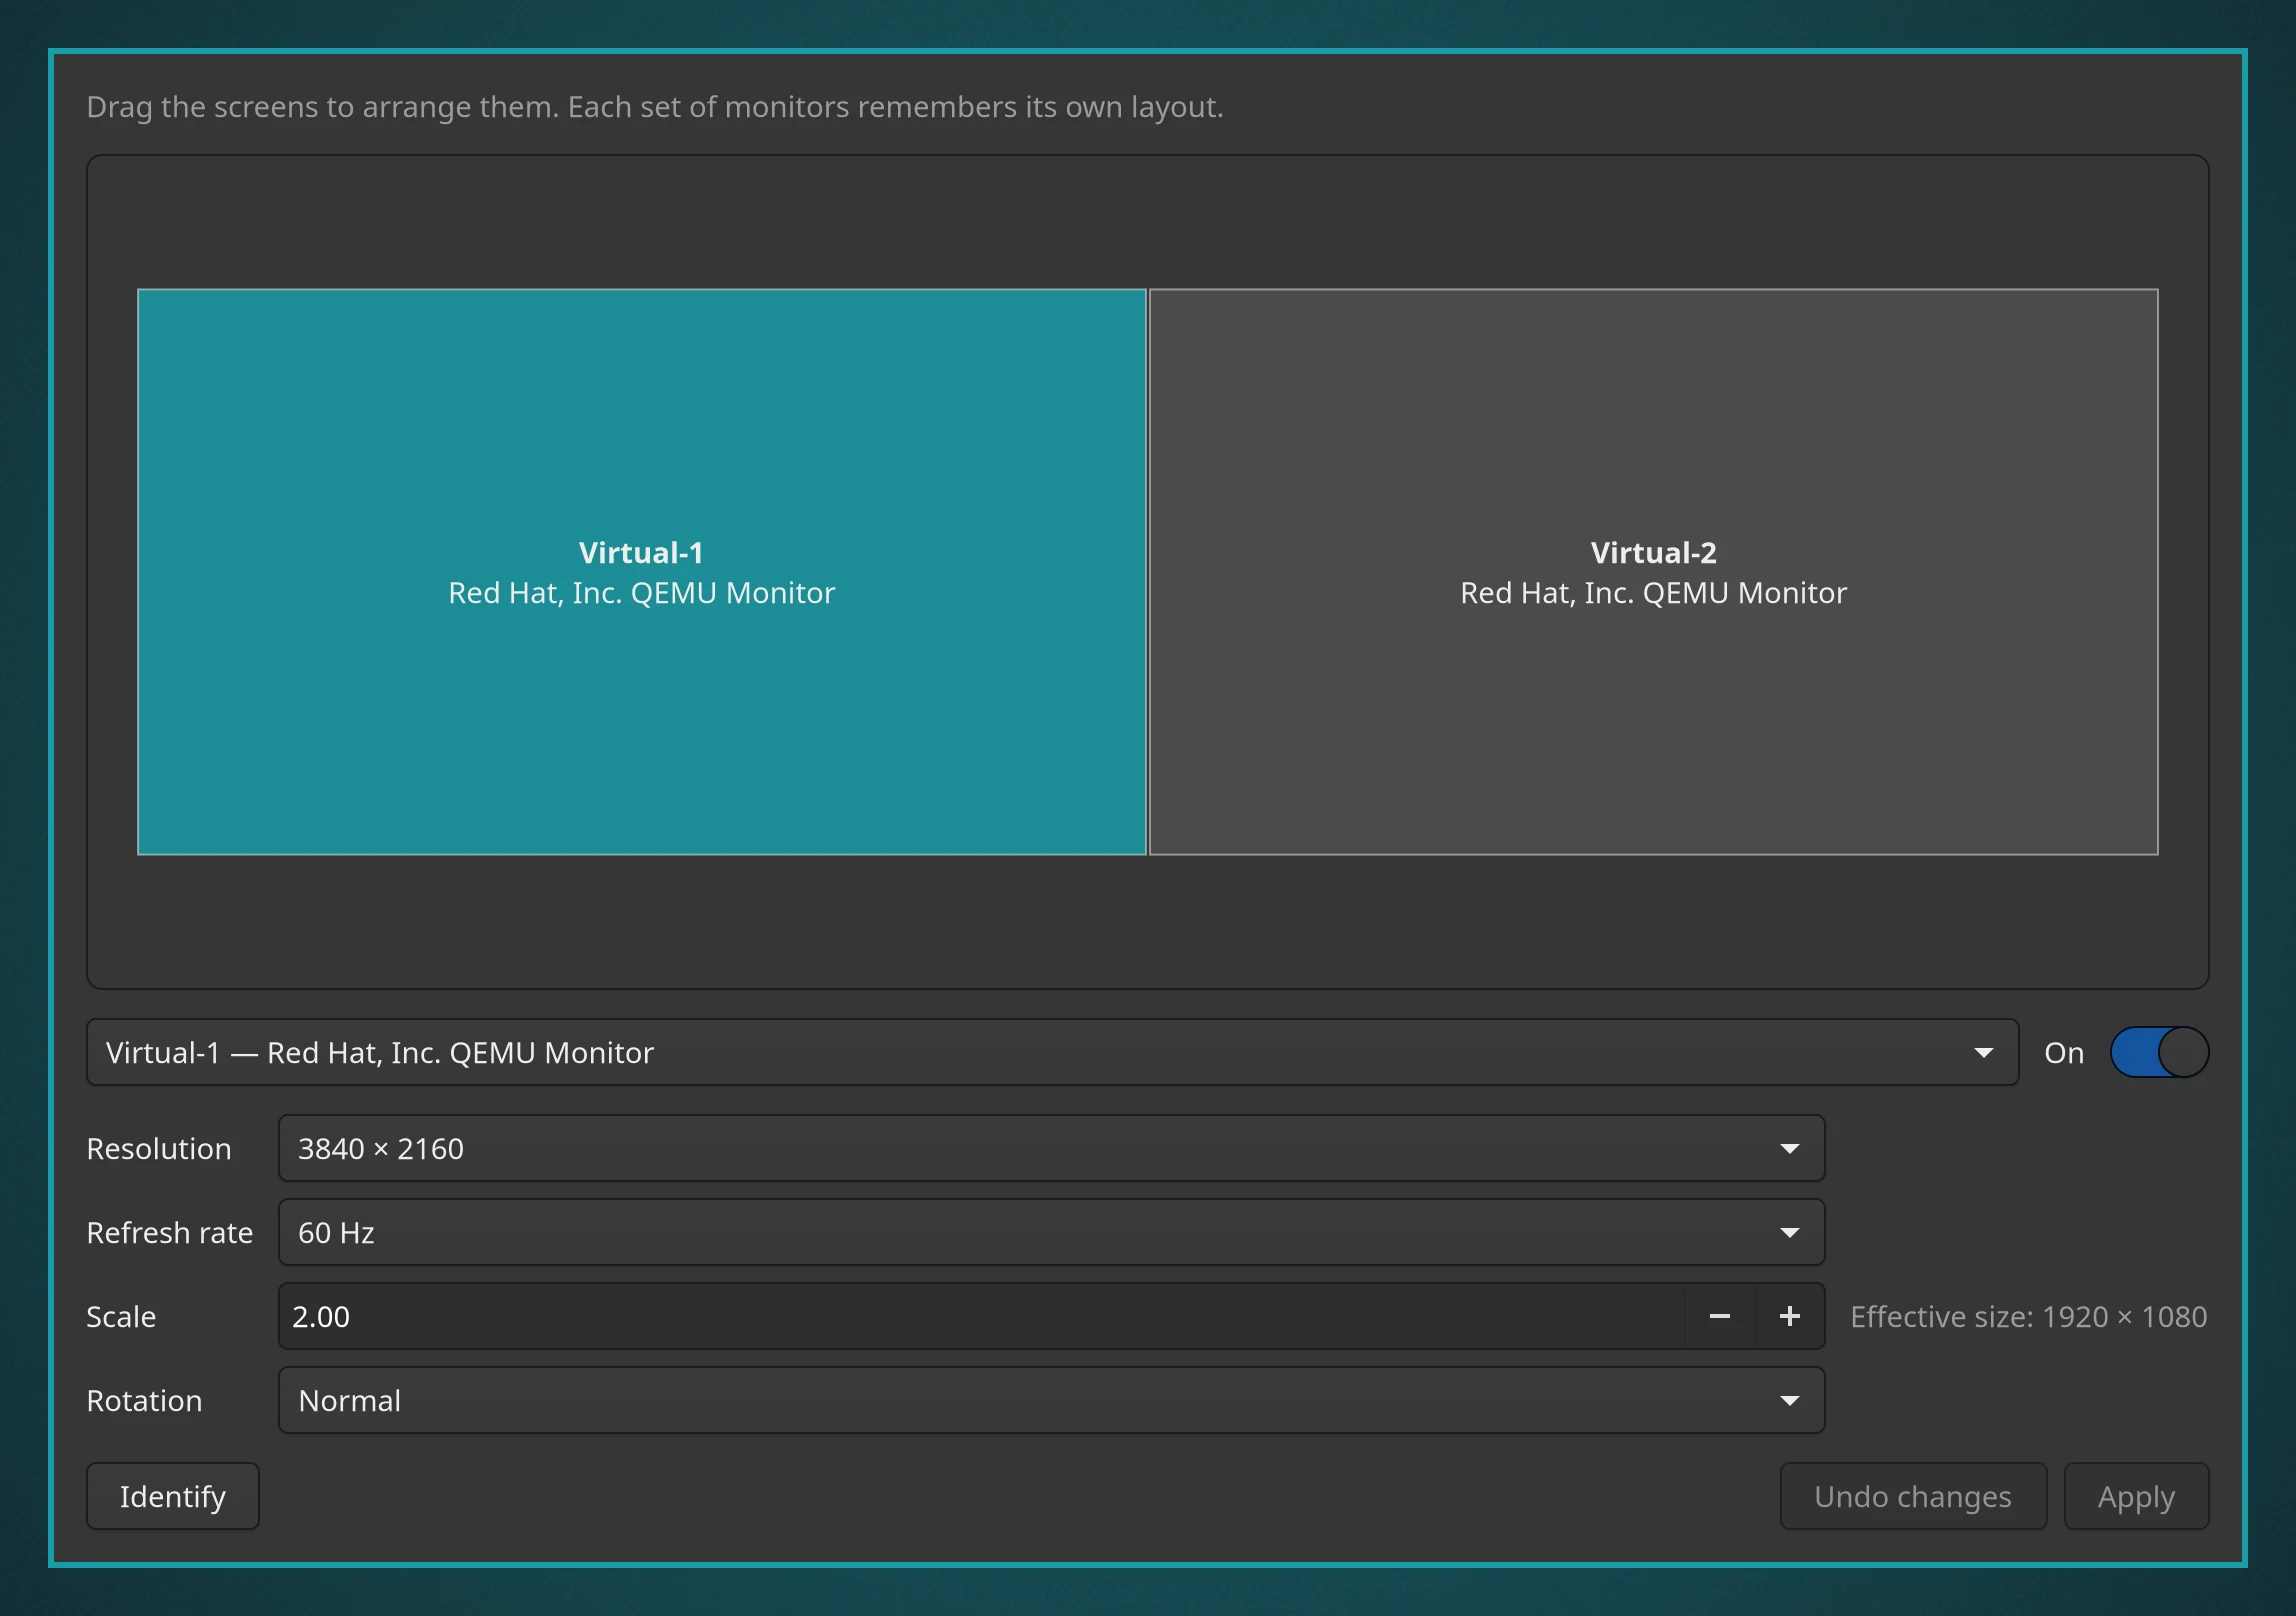 Drag the screens to arrange them. Each set of monitors remembers its own layout.
Virtual-1
Red Hat, Inc. QEMU Monitor
Virtual-2
Red Hat, Inc. QEMU Monitor
Virtual-1 — Red Hat, Inc. QEMU Monitor
On
Resolution
3840 × 2160
Refresh rate
60 Hz
Scale
2.00
Effective size: 1920 × 1080
Rotation
Normal
Identify
Undo changes
Apply